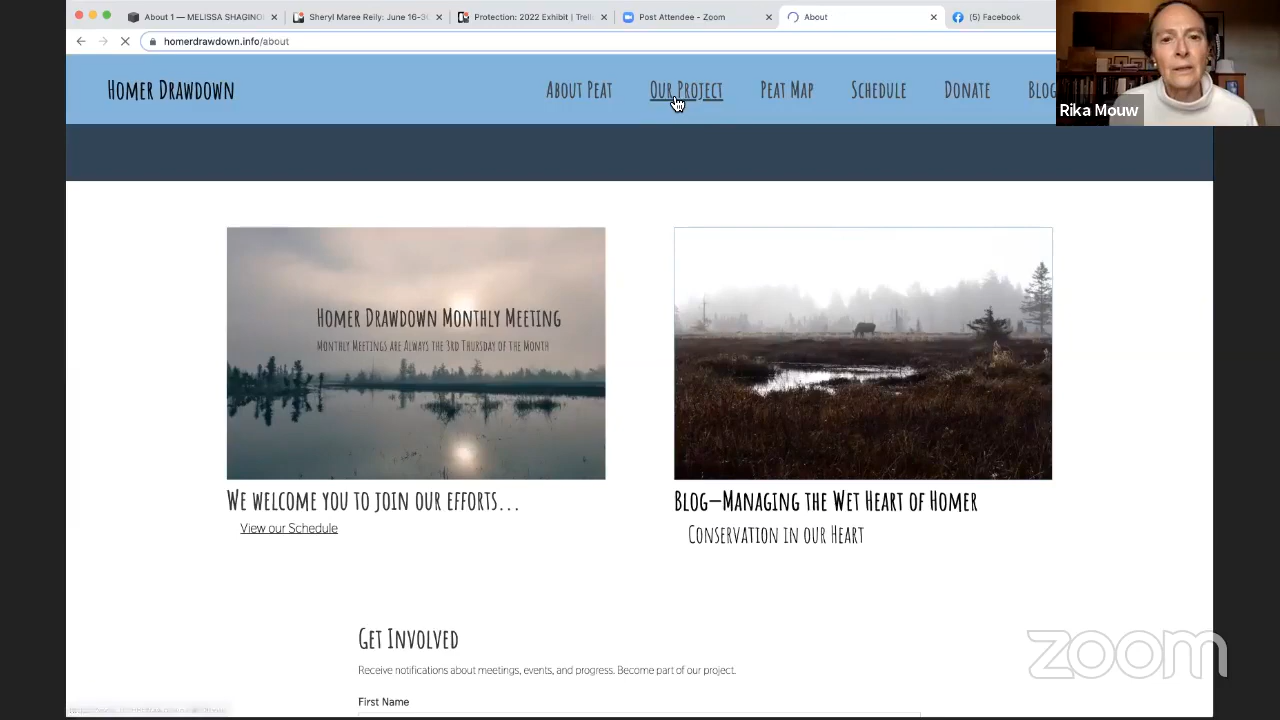 About 1 — MELISSA SHAGINO
Sheryl Maree Reily: June 16-3
Protection: 2022 Exhibit | Trell
Post Attendee - Zoom
About
(5) Facebook
homerdrawdown.info/about
Homer Drawdown
About Peat
Our Project
Peat Map
Schedule
Donate
Blog
Rika Mouw
Homer Drawdown Monthly Meeting
Monthly Meetings are Always the 3rd Thursday of the Month
We welcome you to join our efforts...
View our Schedule
Blog—Managing the Wet Heart of Homer
Conservation in our Heart
Get Involved
Receive notifications about meetings, events, and progress. Become part of our project.
First Name
zoom